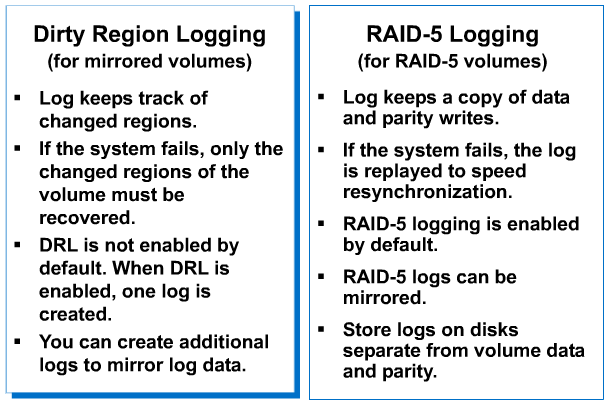 Dirty Region Logging
(for mirrored volumes)
▪ Log keeps track of
changed regions.
▪ If the system fails, only the
changed regions of the
volume must be
recovered.
▪ DRL is not enabled by
default. When DRL is
enabled, one log is
created.
▪ You can create additional
logs to mirror log data.
RAID-5 Logging
(for RAID-5 volumes)
▪ Log keeps a copy of data
and parity writes.
▪ If the system fails, the log
is replayed to speed
resynchronization.
▪ RAID-5 logging is enabled
by default.
▪ RAID-5 logs can be
mirrored.
▪ Store logs on disks
separate from volume data
and parity.